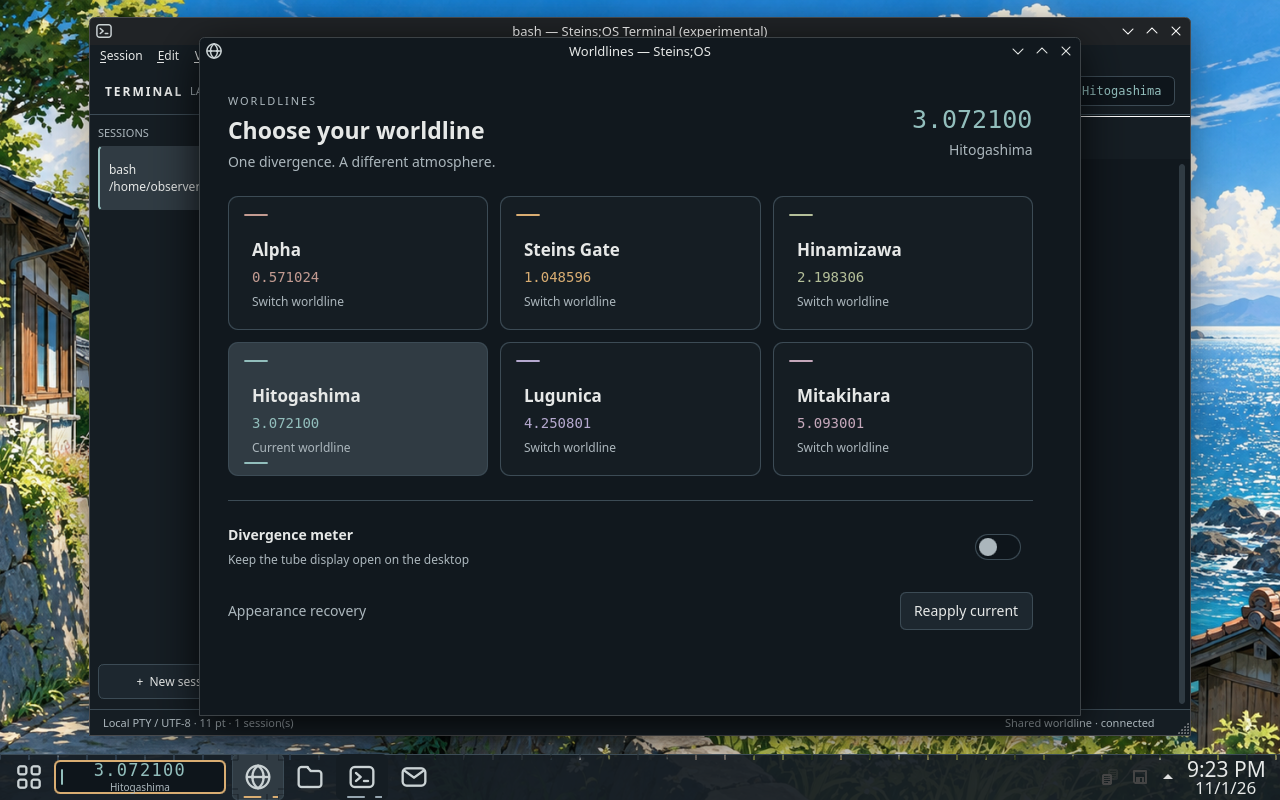 bash — Steins;OS Terminal (experimental)
Worldlines — Steins;OS
Session Edit
TERMINAL
Hitogashima
SESSIONS
bash
/home/observer
+ New
Local PTY / UTF-8 · 11 pt · 1 session(s)
Shared worldline · connected
WORLDLINES
Choose your worldline
One divergence. A different atmosphere.
3.072100
Hitogashima
Alpha
0.571024
Switch worldline
Steins Gate
1.048596
Switch worldline
Hinamizawa
2.198306
Switch worldline
Hitogashima
3.072100
Current worldline
Lugunica
4.250801
Switch worldline
Mitakihara
5.093001
Switch worldline
Divergence meter
Keep the tube display open on the desktop
Appearance recovery
Reapply current
3.072100
Hitogashima
9:23 PM
11/1/26